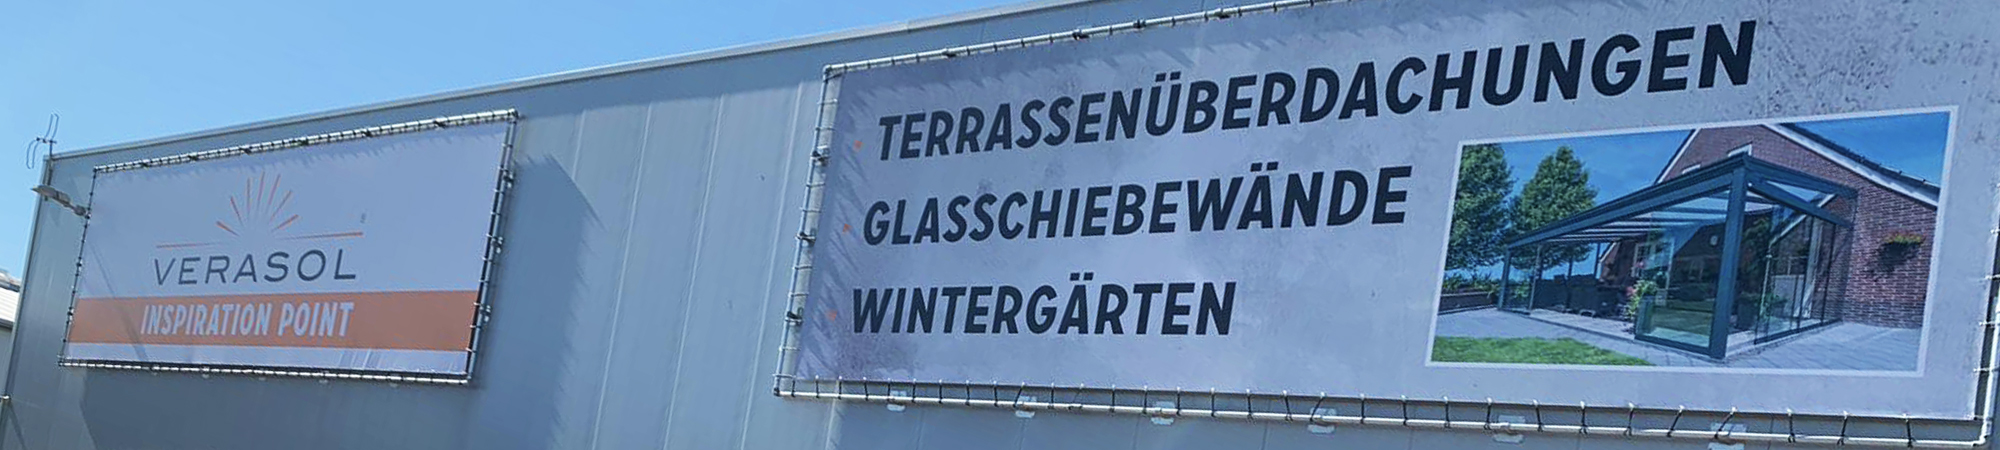 VERASOL
INSPIRATION POINT
TERRASSENÜBERDACHUNGEN
GLASSCHIEBEWÄNDE
WINTERGÄRTEN